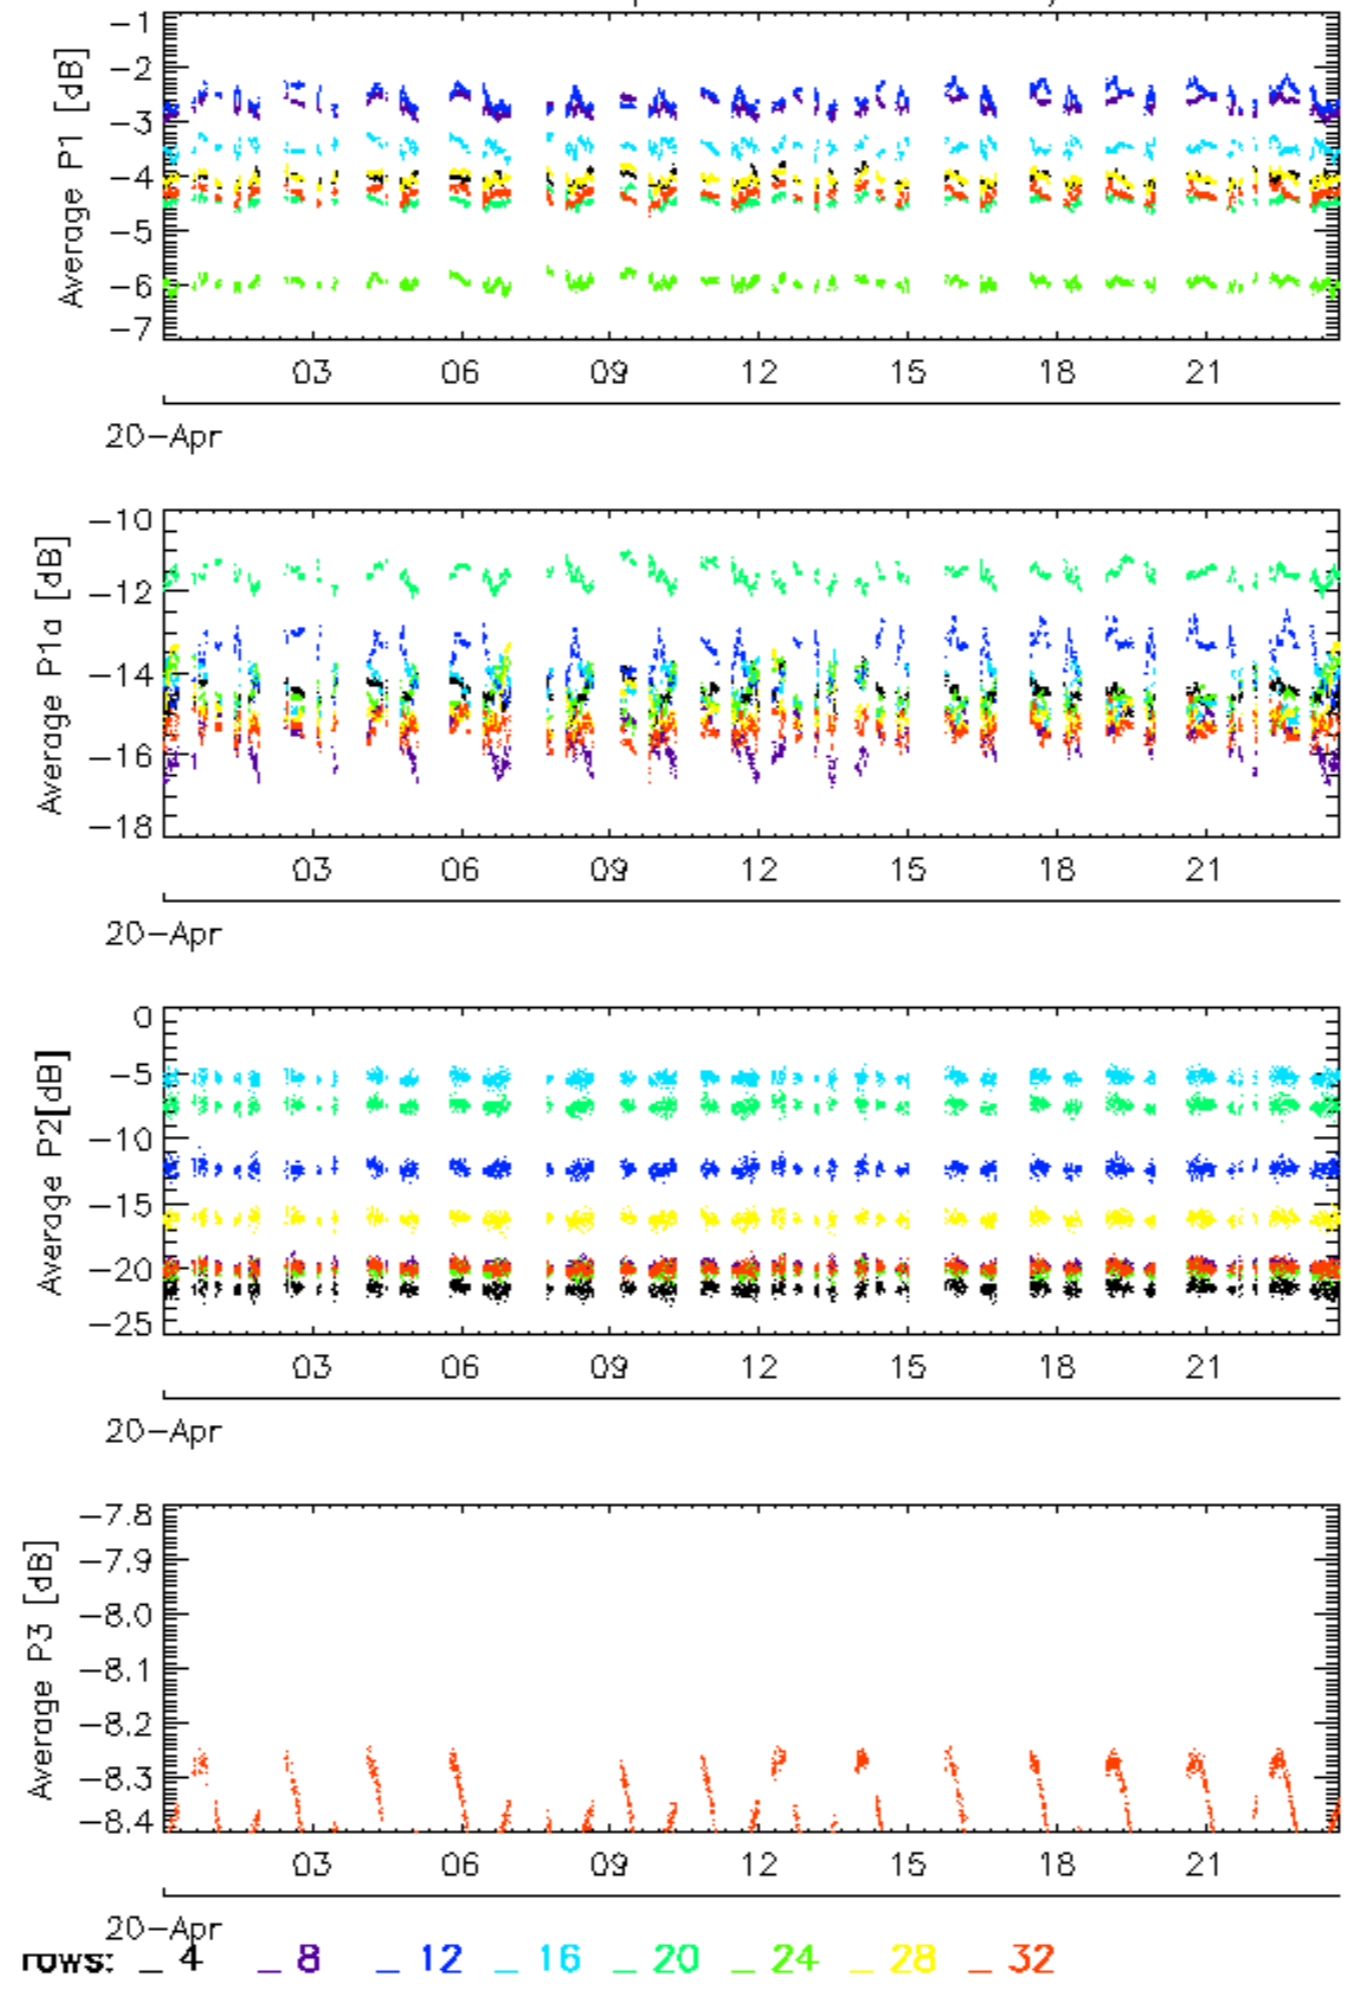 Average P1 [dB]
-1
-2
-3
-4
-5
-6
-7
03 06 09 12 15 18 21
20-Apr
Average P1a [dB]
-10
-12
-14
-16
-18
03 06 09 12 15 18 21
20-Apr
Average P2[dB]
0
-5
-10
-15
-20
-25
03 06 09 12 15 18 21
20-Apr
Average P3 [dB]
-7.8
-7.9
-8.0
-8.1
-8.2
-8.3
-8.4
03 06 09 12 15 18 21
20-Apr
rows: _ 4 _ 8 _ 12 _ 16 _ 20 _ 24 _ 28 _ 32